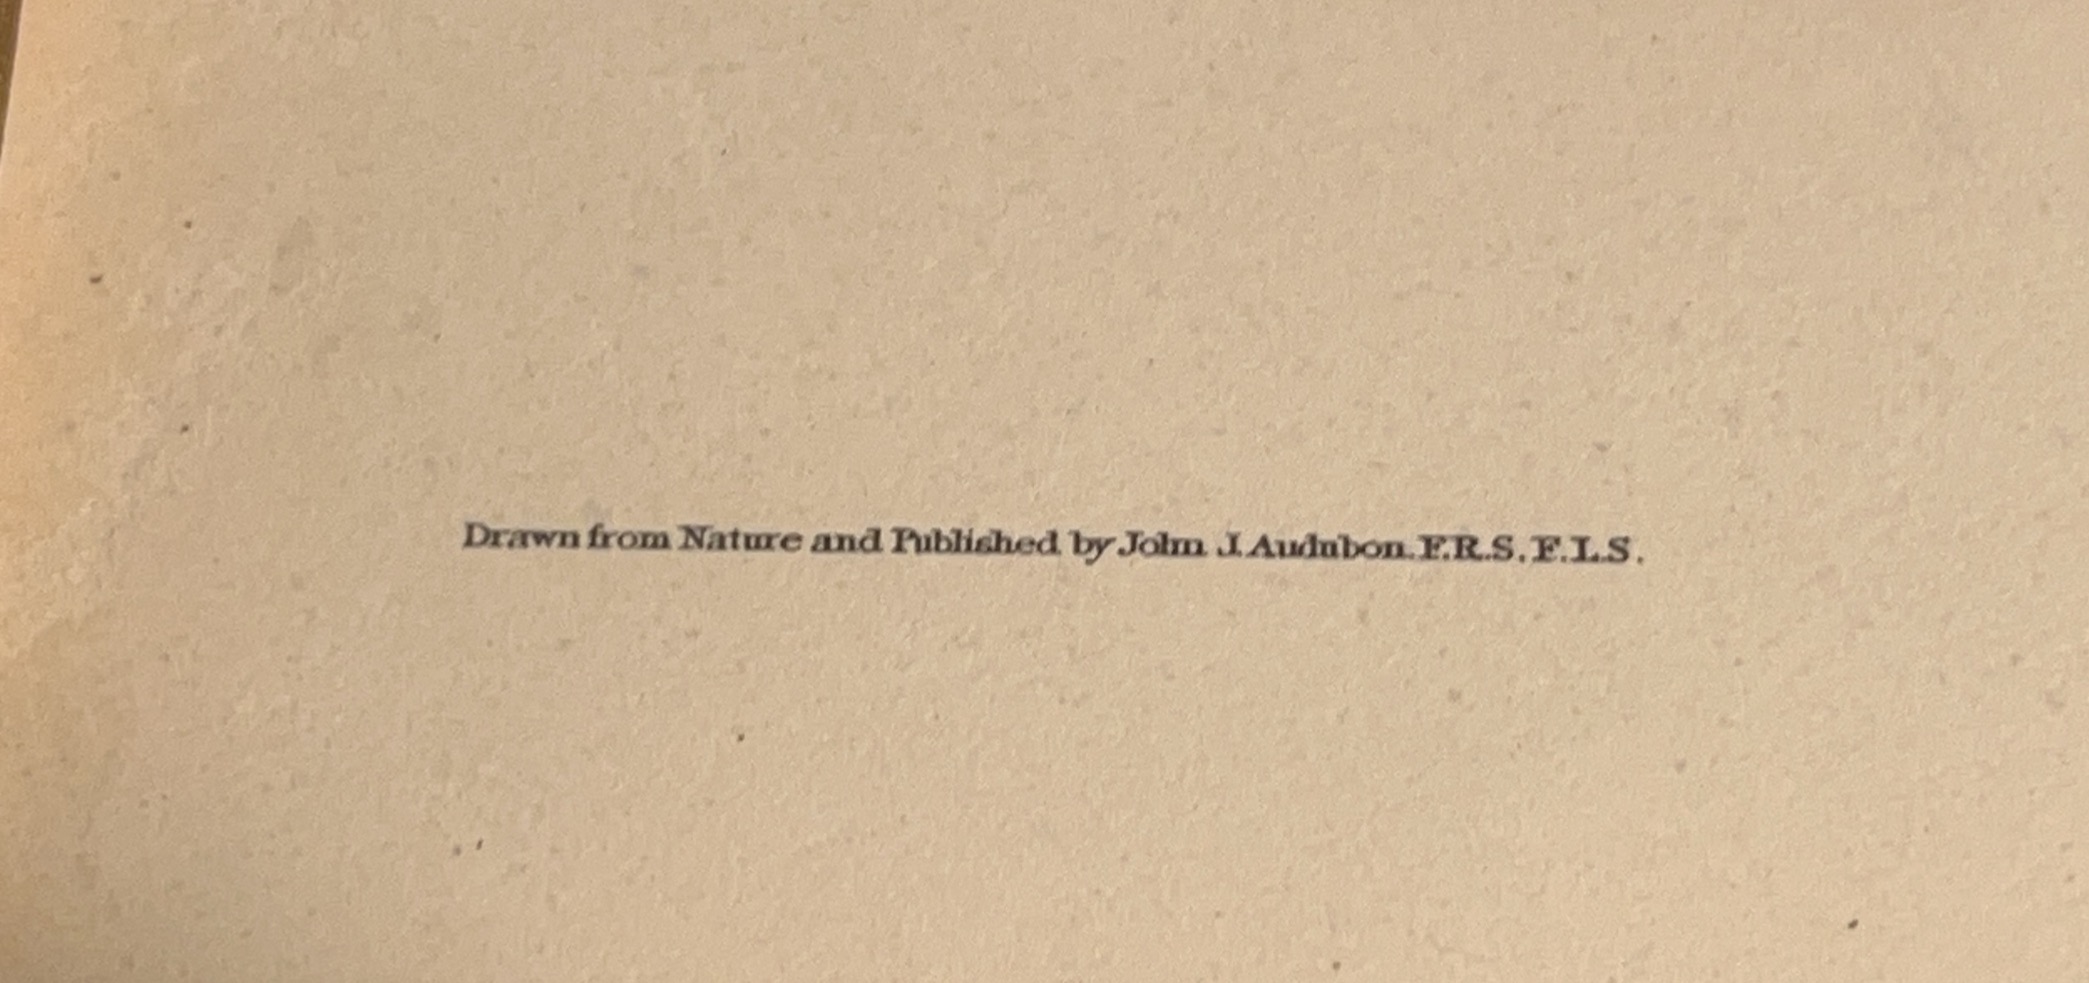 Drawn from Nature and Published by John J. Audubon. F.R.S. F.L.S.